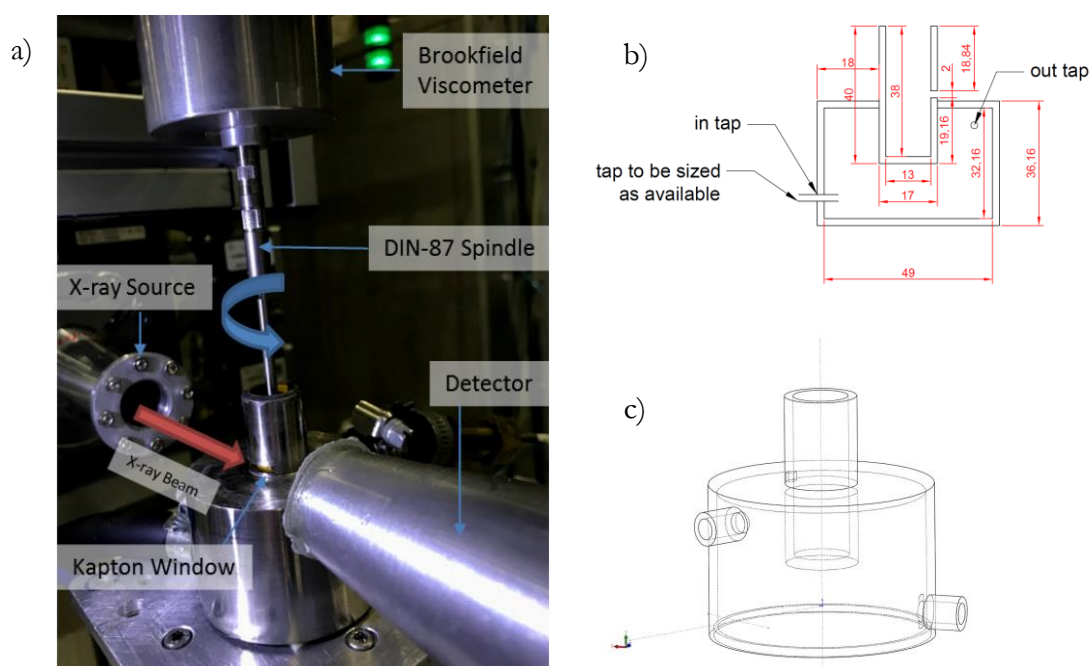 a)
Brookfield
Viscometer
DIN-87 Spindle
X-ray Source
Detector
X-ray Beam
Kapton Window
b)
18
40
38
2
18,84
out tap
in tap
19,16
32,16
36,16
tap to be sized
as available
13
17
49
c)